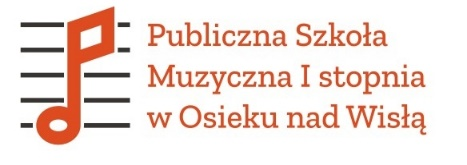 Publiczna Szkoła
Muzyczna I stopnia
w Osieku nad Wisłą